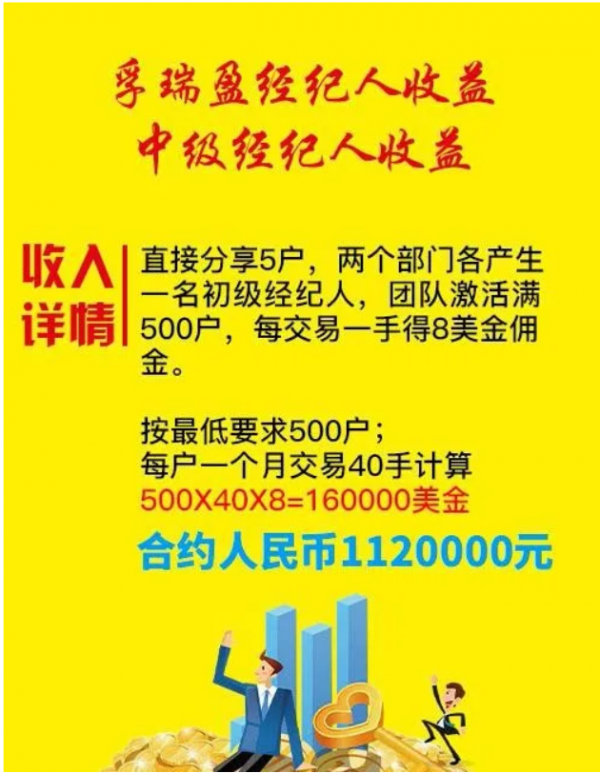 孚瑞盈经纪人收益
中级经纪人收益
收入
详情
直接分享5户，两个部门各产生
一名初级经纪人，团队激活满
500户，每交易一手得8美金佣
金。
按最低要求500户；
每户一个月交易40手计算
500X40X8=160000美金
合约人民币1120000元